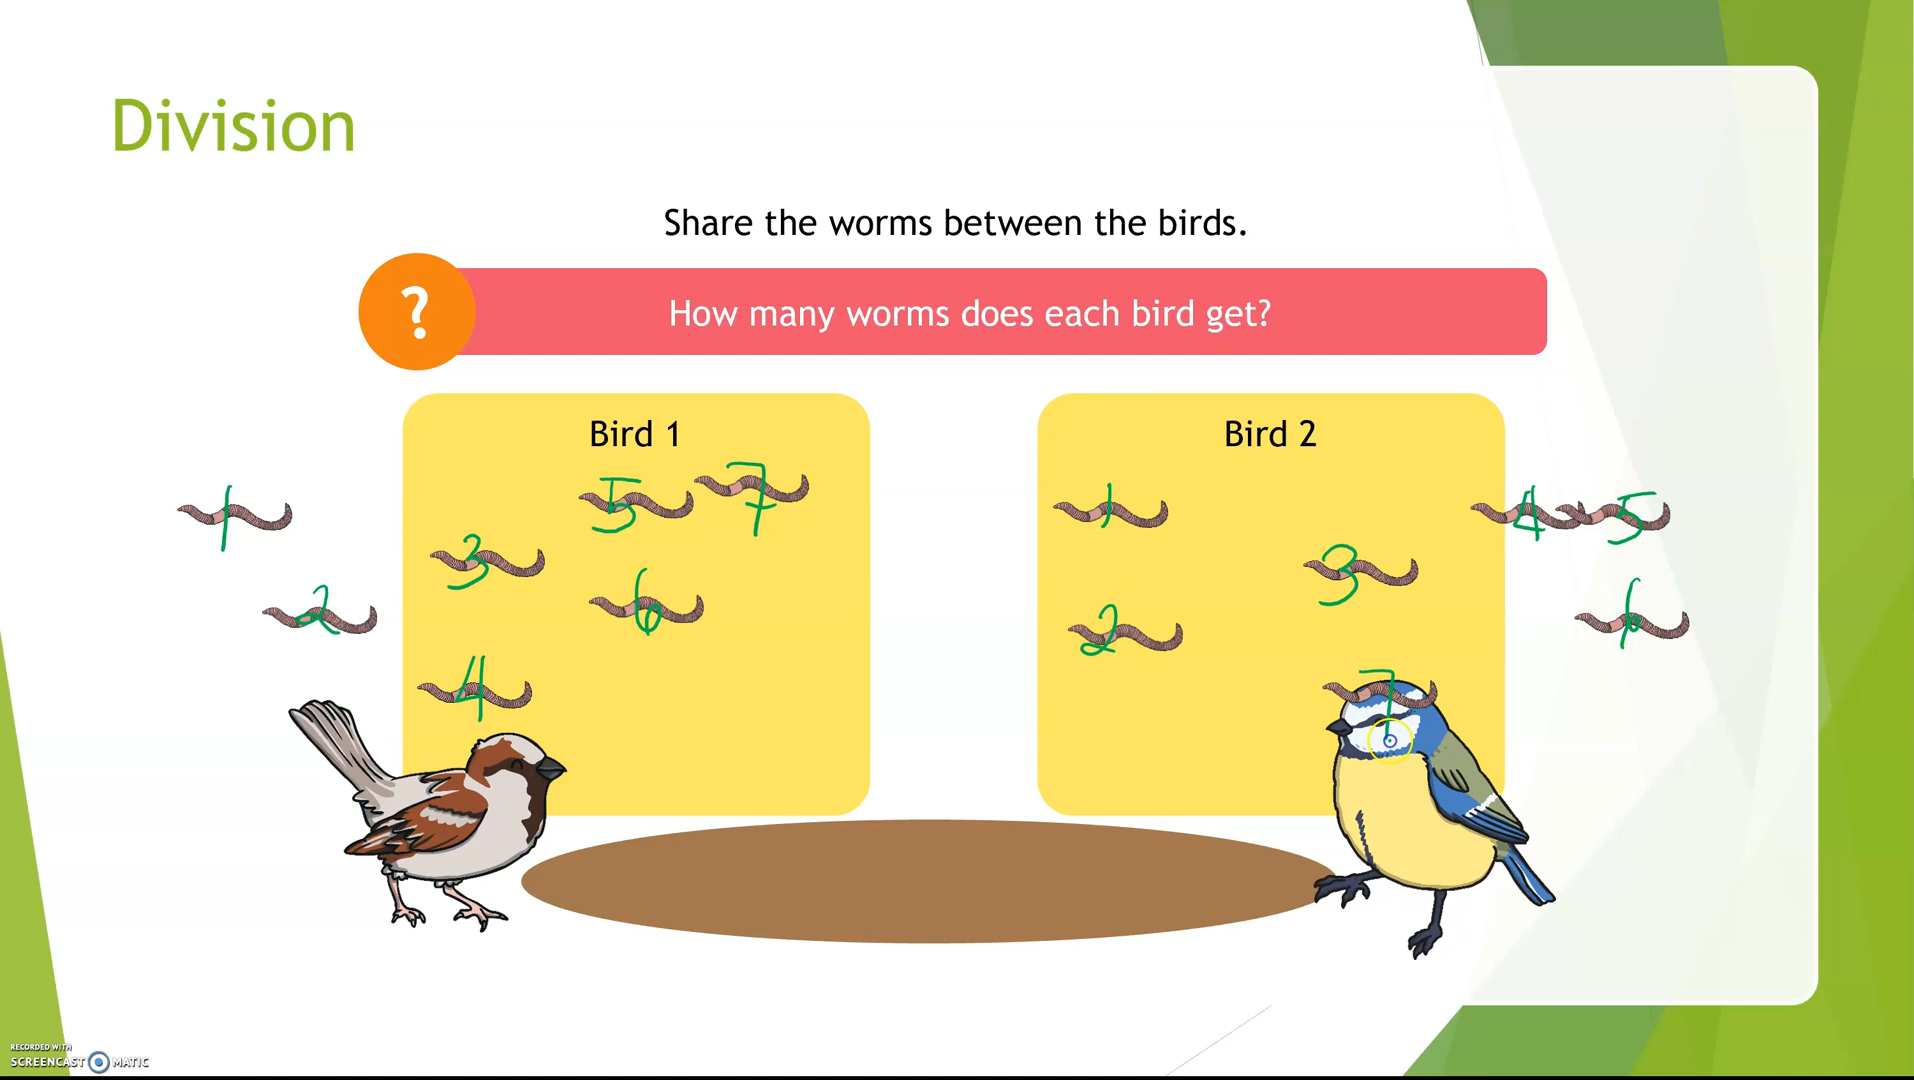 Division
Share the worms between the birds.
?
How many worms does each bird get?
Bird 1
Bird 2
1
2
3
4
5
6
7
1
2
3
4
5
6
7
RECORDED WITH
SCREENCAST MATIC